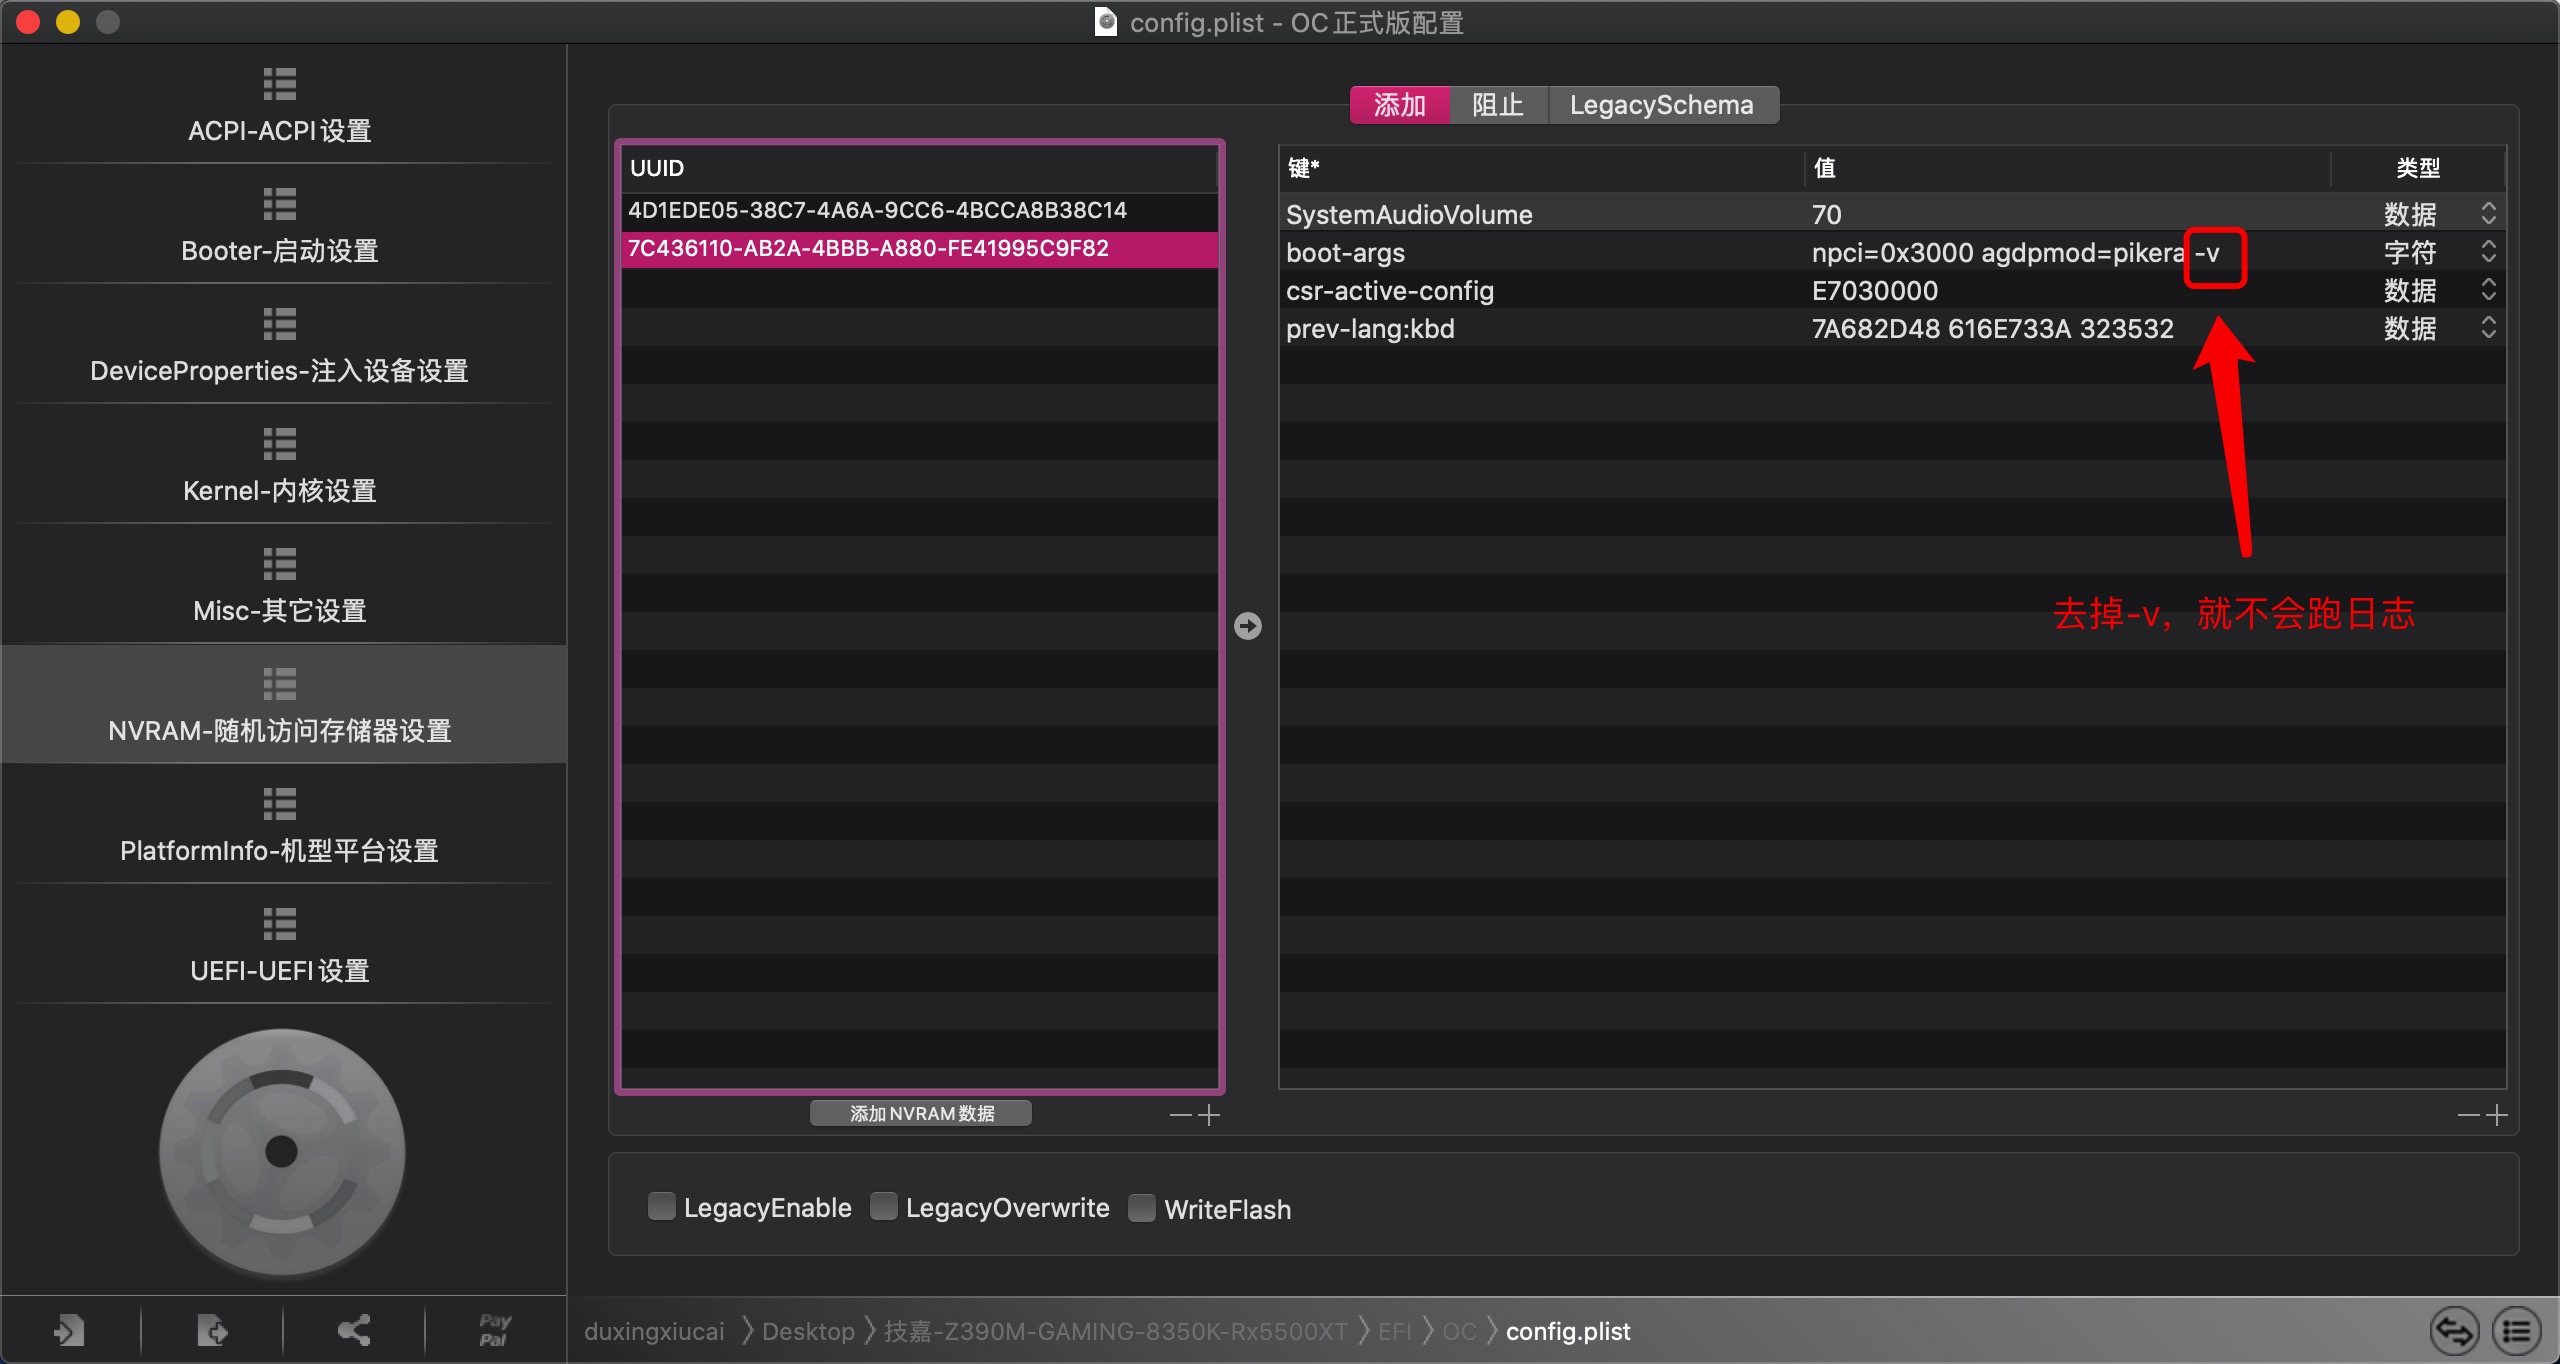 config.plist - OC正式版配置
ACPI-ACPI设置
Booter-启动设置
DeviceProperties-注入设备设置
Kernel-内核设置
Misc-其它设置
NVRAM-随机访问存储器设置
PlatformInfo-机型平台设置
UEFI-UEFI设置
Pay
Pal
添加 阻止 LegacySchema
UUID
4D1EDE05-38C7-4A6A-9CC6-4BCCA8B38C14
7C436110-AB2A-4BBB-A880-FE41995C9F82
添加NVRAM数据
键* 值 类型
SystemAudioVolume 70 数据
boot-args npci=0x3000 agdpmod=pikera -v 字符
csr-active-config E7030000 数据
prev-lang:kbd 7A682D48 616E733A 323532 数据
去掉-v，就不会跑日志
LegacyEnable LegacyOverwrite WriteFlash
duxingxiucai 〉 Desktop 〉 技嘉-Z390M-GAMING-8350K-Rx5500XT 〉 EFI 〉 OC 〉 config.plist